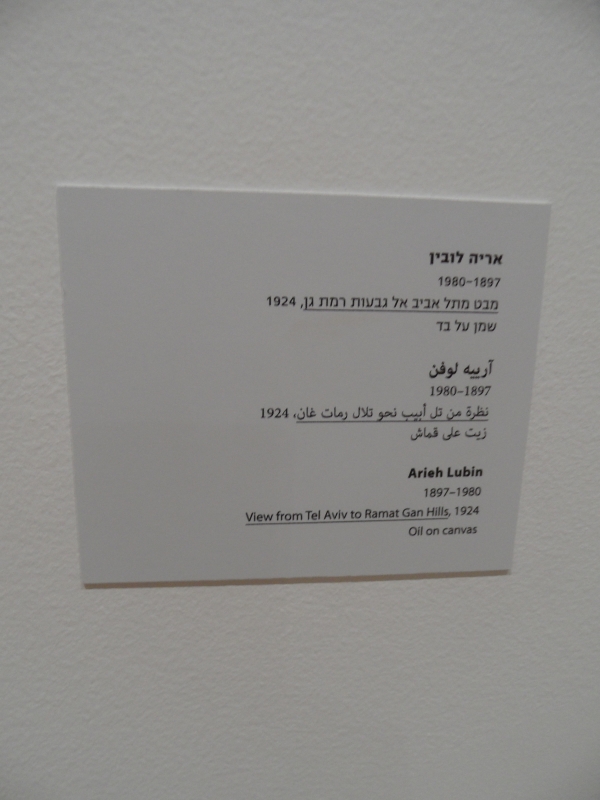 אריה לובין
1980–1897
מבט מתל אביב אל גבעות רמת גן, 1924
שמן על בד
آرييه لوفن
1980–1897
نظرة من تل أبيب نحو تلال رمات غان، 1924
زيت على قماش
Arieh Lubin
1897–1980
View from Tel Aviv to Ramat Gan Hills, 1924
Oil on canvas